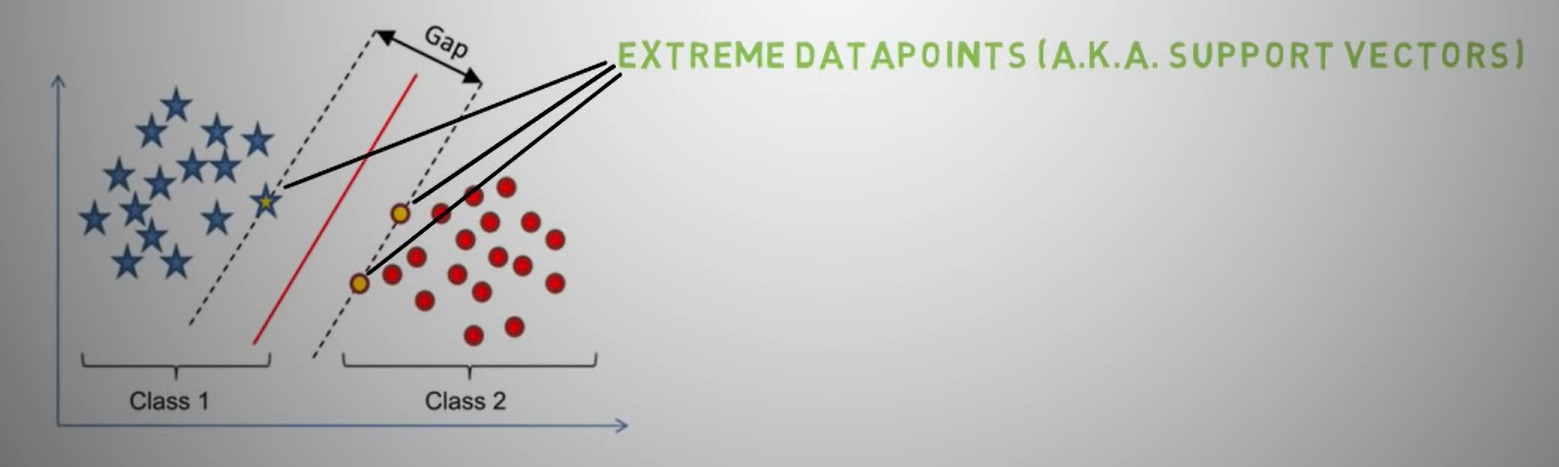 Gap
EXTREME DATAPOINTS (A.K.A. SUPPORT VECTORS)
Class 1
Class 2